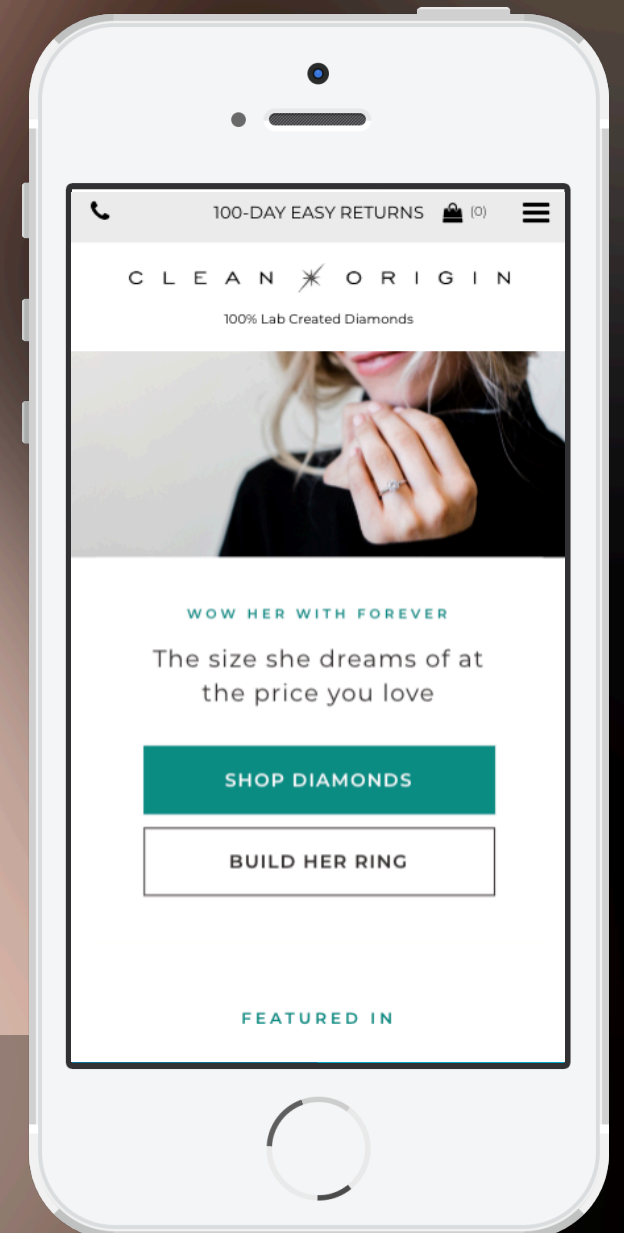 100-DAY EASY RETURNS (0)
CLEAN ORIGIN
100% Lab Created Diamonds
WOW HER WITH FOREVER
The size she dreams of at
the price you love
SHOP DIAMONDS
BUILD HER RING
FEATURED IN